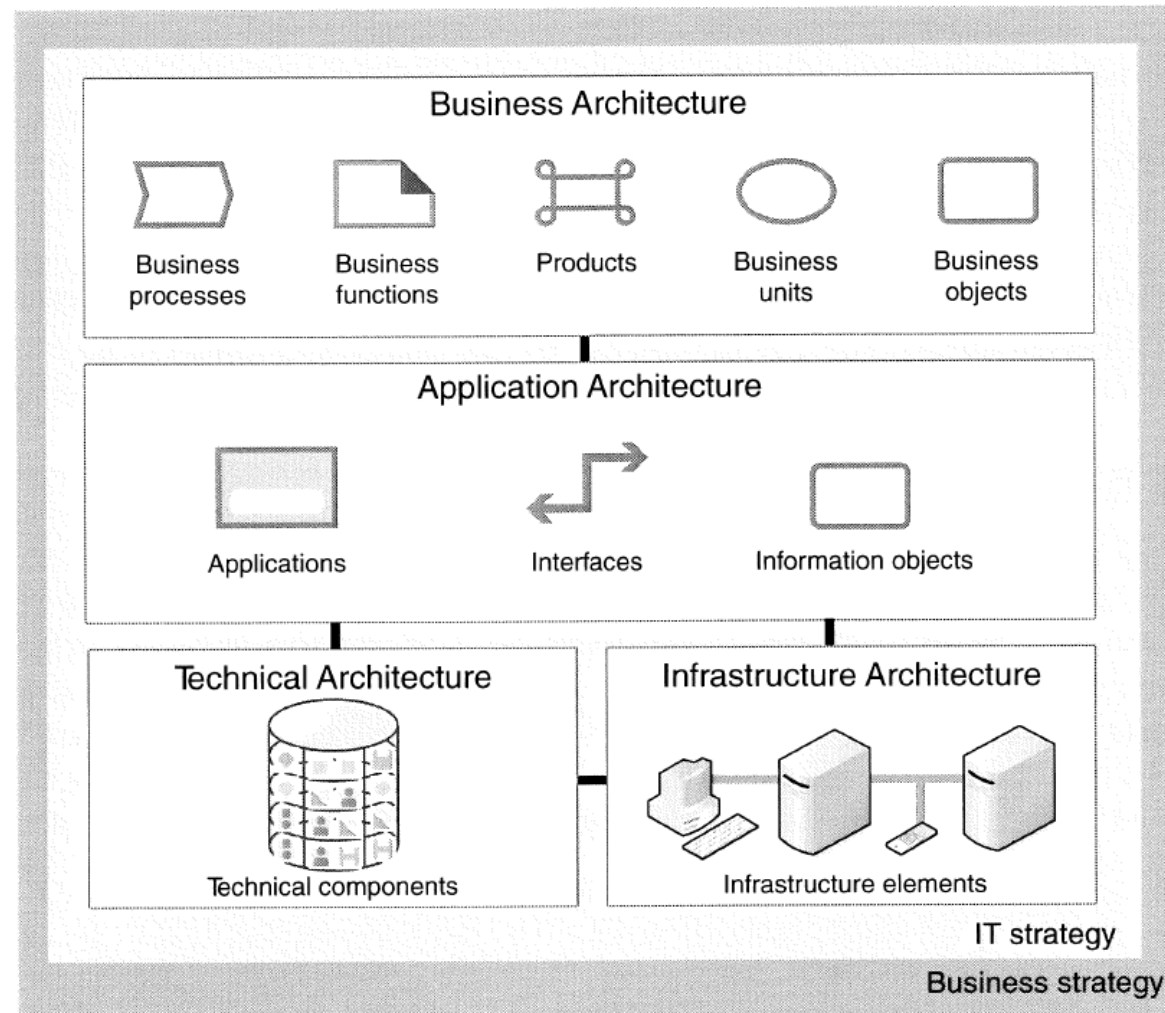 Business Architecture
Business processes
Business functions
Products
Business units
Business objects
Application Architecture
Applications
Interfaces
Information objects
Technical Architecture
Technical components
Infrastructure Architecture
Infrastructure elements
IT strategy
Business strategy